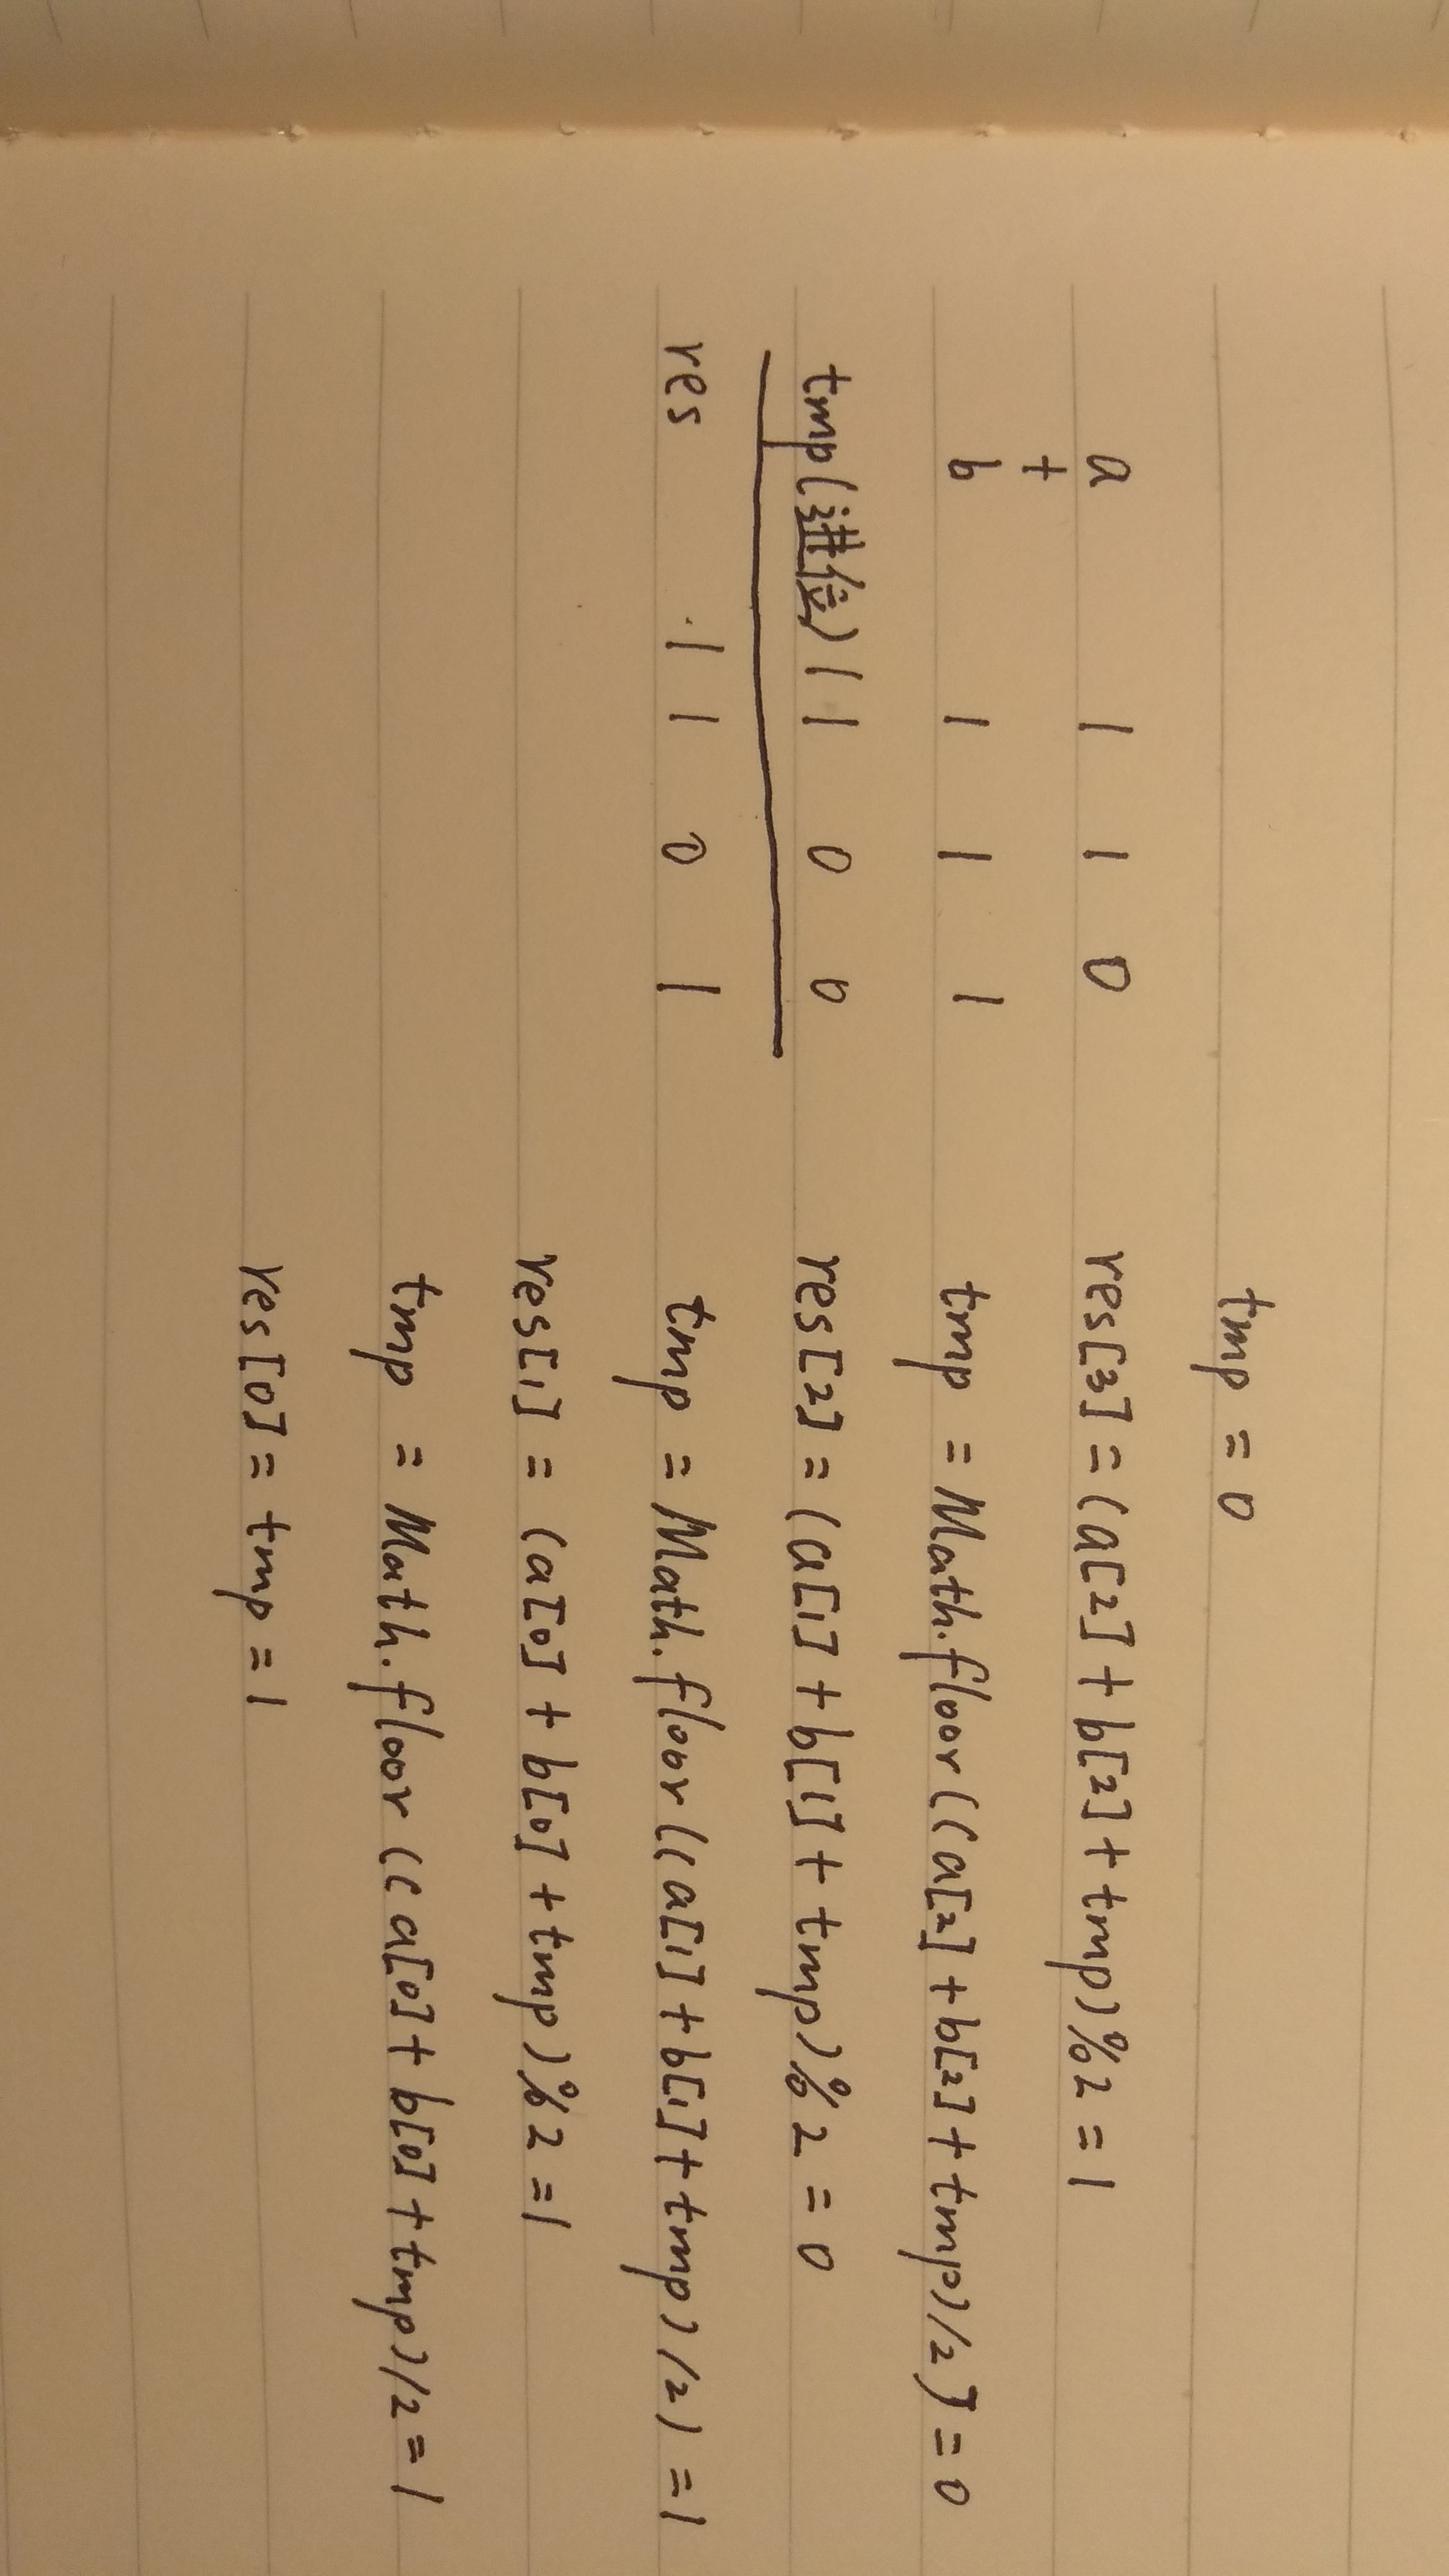 tmp = 0
a 1 1 0
+
b 1 1 1
tmp(进位) 1 1 0 0
res 1 1 0 1
res[3] = (a[2] + b[2] + tmp) % 2 = 1
tmp = Math.floor((a[2] + b[2] + tmp)/2] = 0
res[2] = (a[1] + b[1] + tmp) % 2 = 0
tmp = Math.floor((a[1] + b[1] + tmp)/2) = 1
res[1] = (a[0] + b[0] + tmp) % 2 = 1
tmp = Math.floor((a[0] + b[0] + tmp)/2 = 1
res[0] = tmp = 1